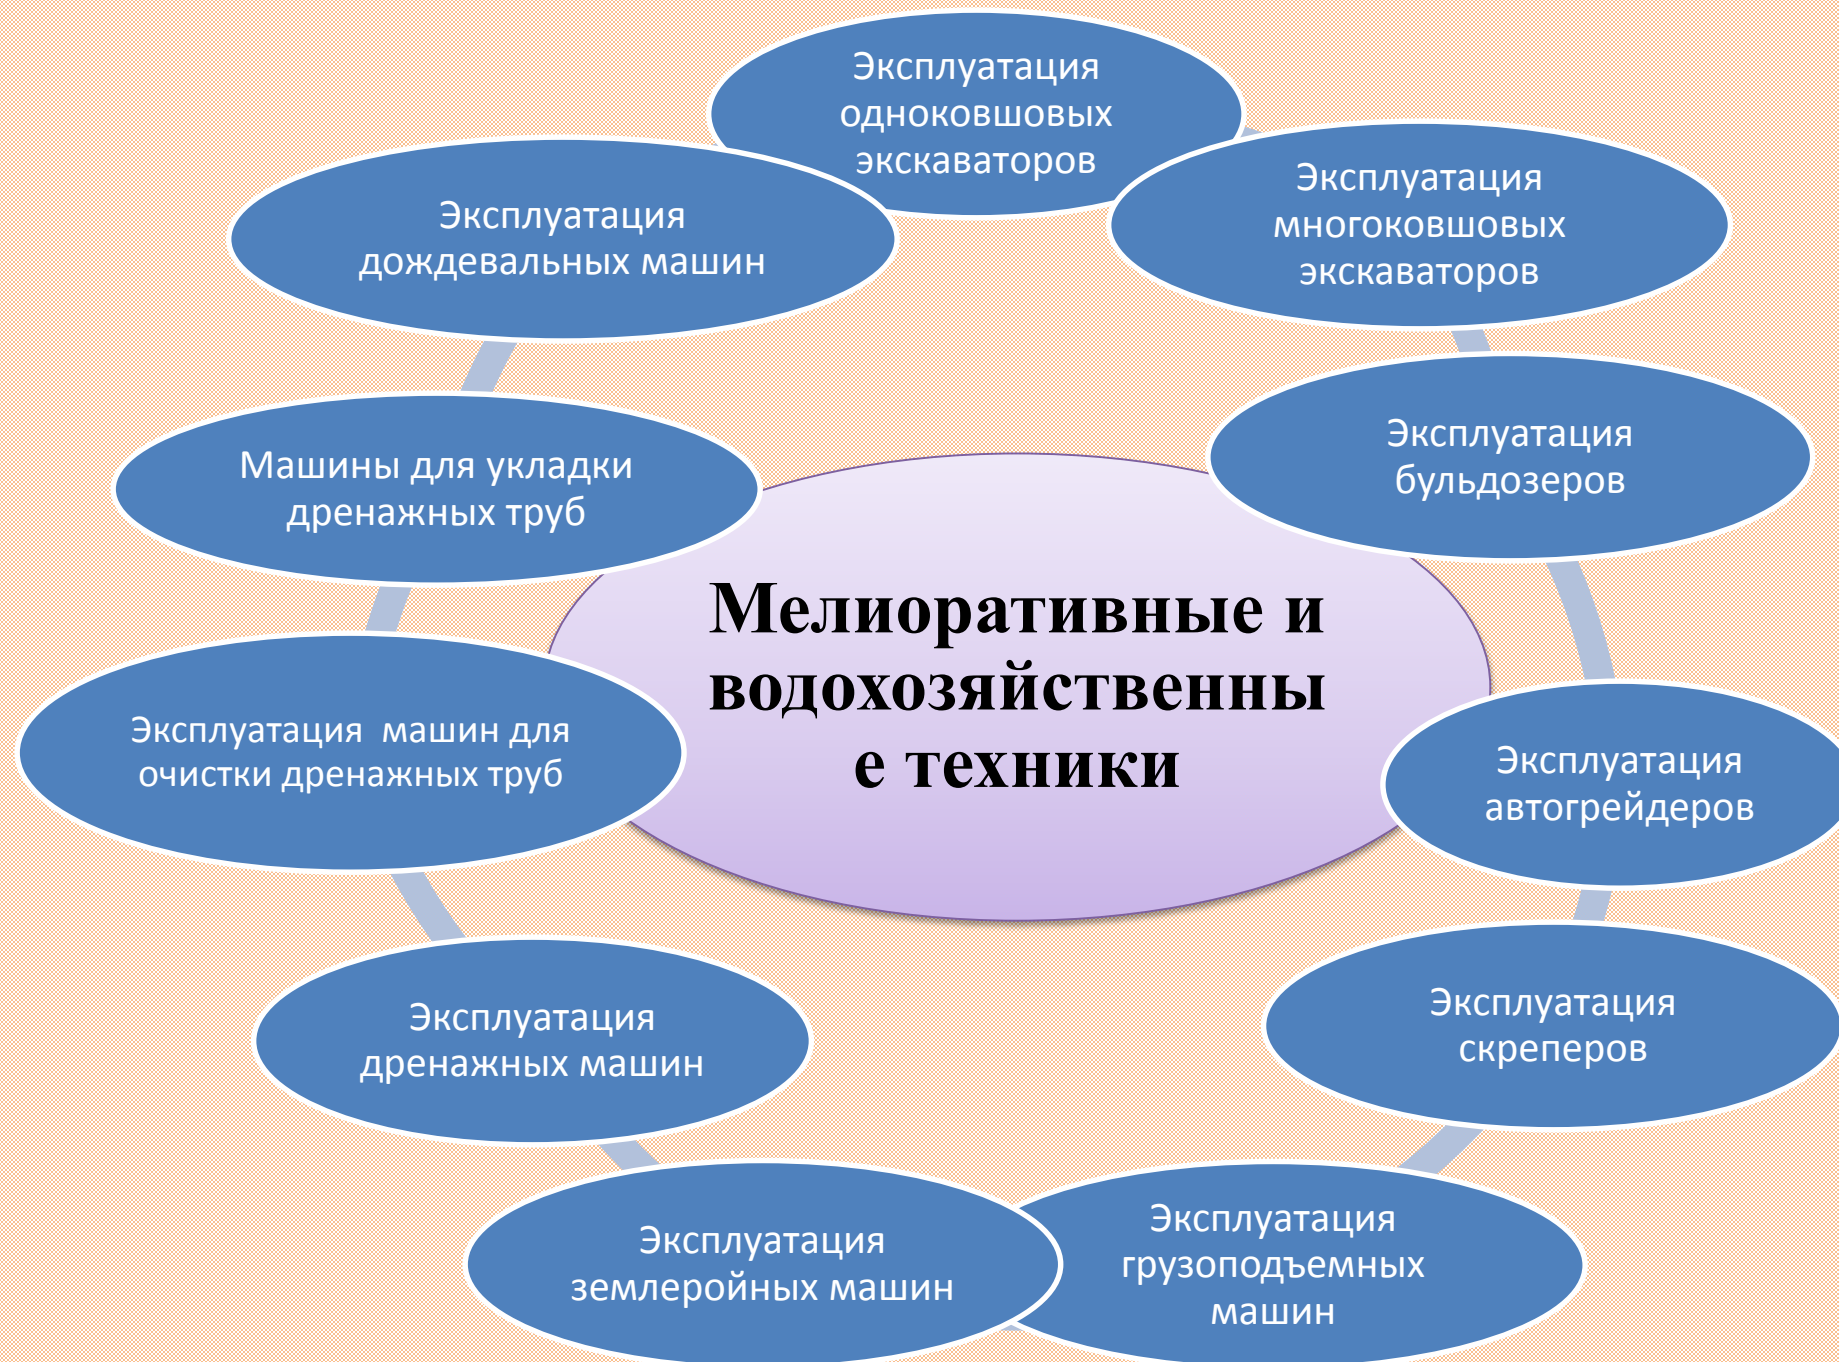 Эксплуатация
одноковшовых
экскаваторов
Эксплуатация
многоковшовых
экскаваторов
Эксплуатация
бульдозеров
Эксплуатация
автогрейдеров
Эксплуатация
скреперов
Эксплуатация
грузоподъемных
машин
Эксплуатация
землеройных машин
Эксплуатация
дренажных машин
Эксплуатация  машин для
очистки дренажных труб
Машины для укладки
дренажных труб
Эксплуатация
дождевальных машин
Мелиоративные и
водохозяйственны
е техники